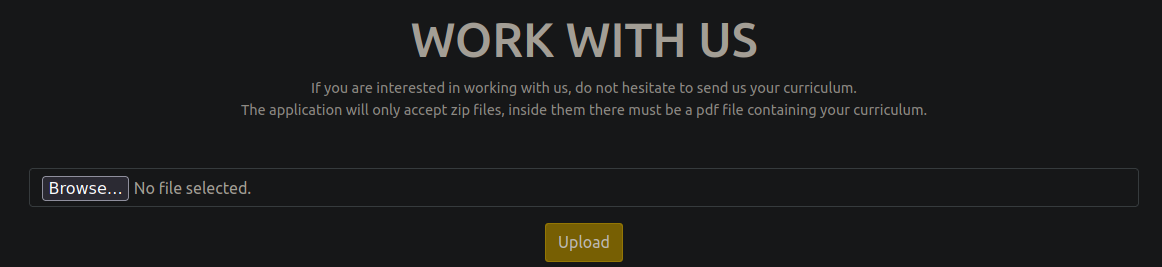 WORK WITH US
If you are interested in working with us, do not hesitate to send us your curriculum.
The application will only accept zip files, inside them there must be a pdf file containing your curriculum.
Browse... No file selected.
Upload